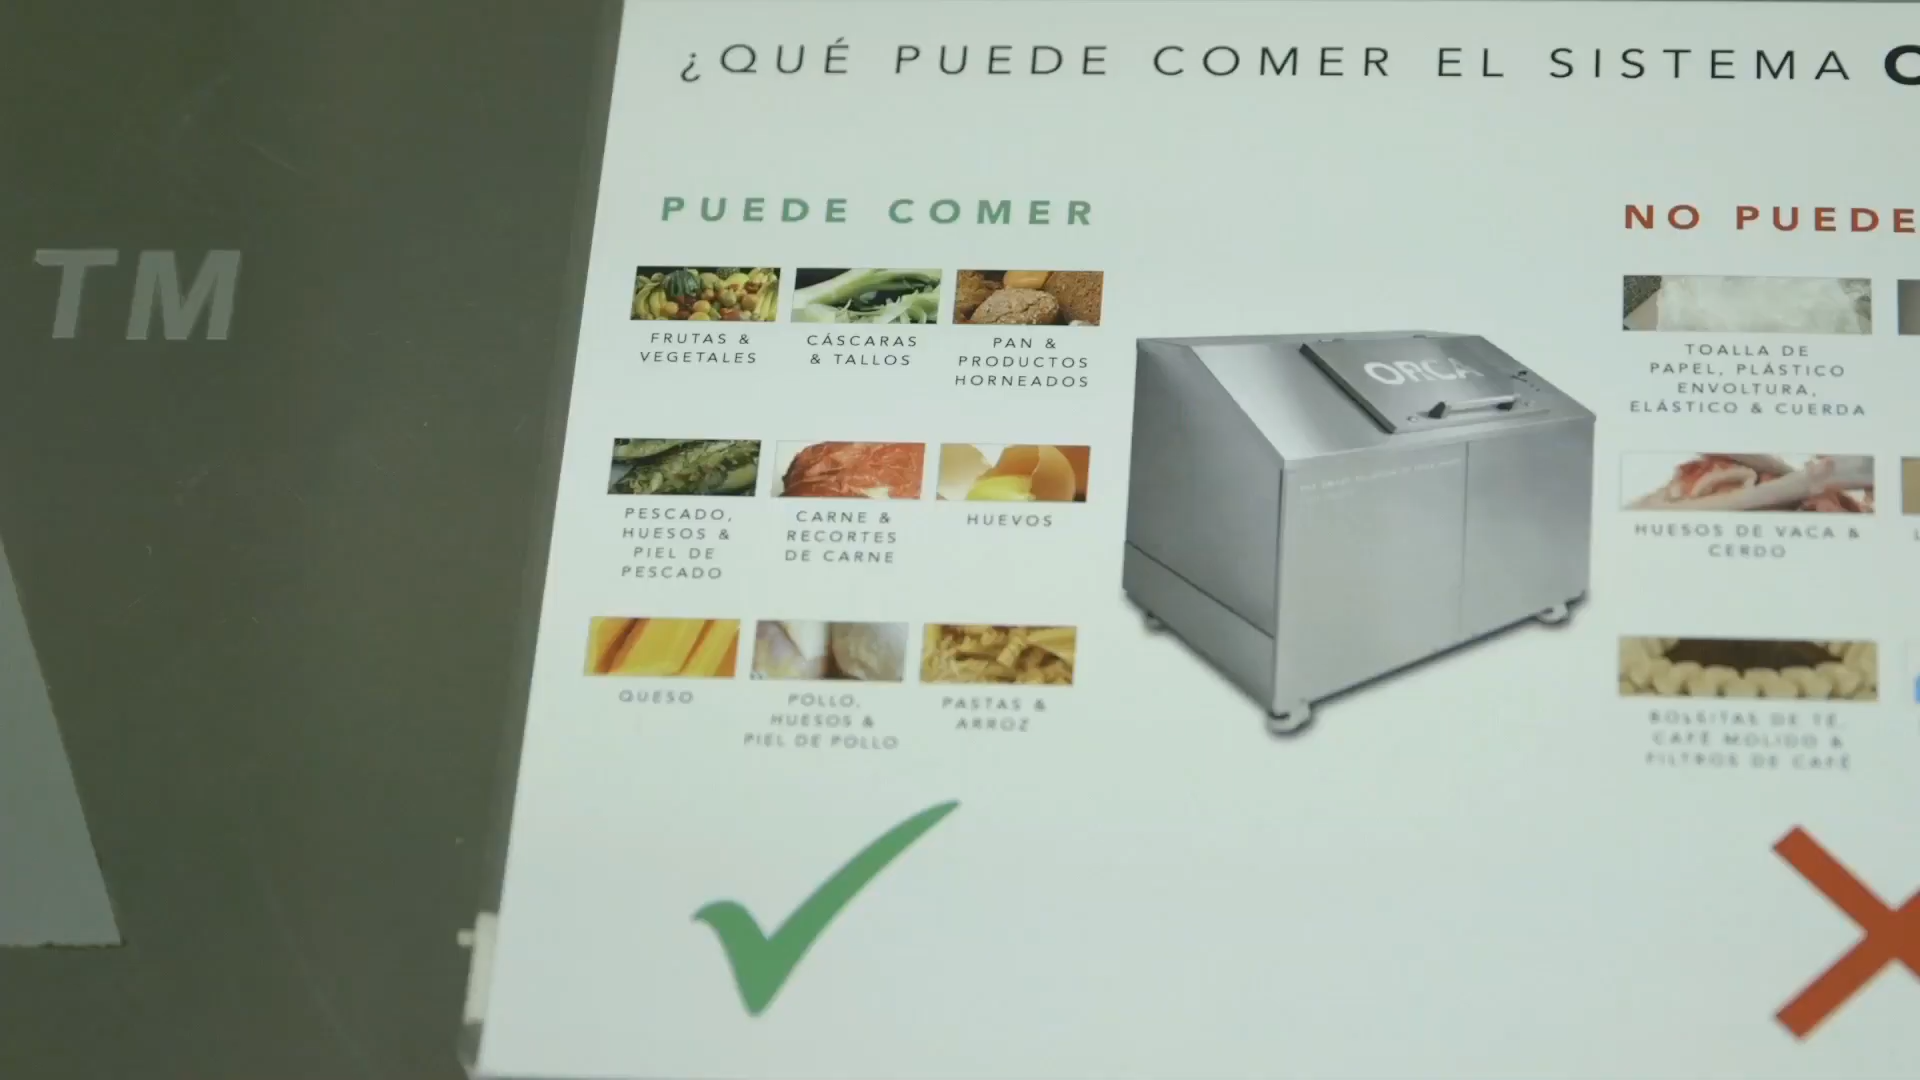 TM
¿QUÉ PUEDE COMER EL SISTEMA
PUEDE COMER
FRUTAS &
VEGETALES
CÁSCARAS
& TALLOS
PAN &
PRODUCTOS
HORNEADOS
PESCADO,
HUESOS &
PIEL DE
PESCADO
CARNE &
RECORTES
DE CARNE
HUEVOS
QUESO
POLLO,
HUESOS &
PIEL DE POLLO
PASTAS &
ARROZ
ORCA
NO PUEDE
TOALLA DE
PAPEL, PLÁSTICO
ENVOLTURA,
ELÁSTICO & CUERDA
HUESOS DE VACA &
CERDO
BOLSITAS DE TÉ,
CAFÉ MOLIDO &
FILTROS DE CAFÉ